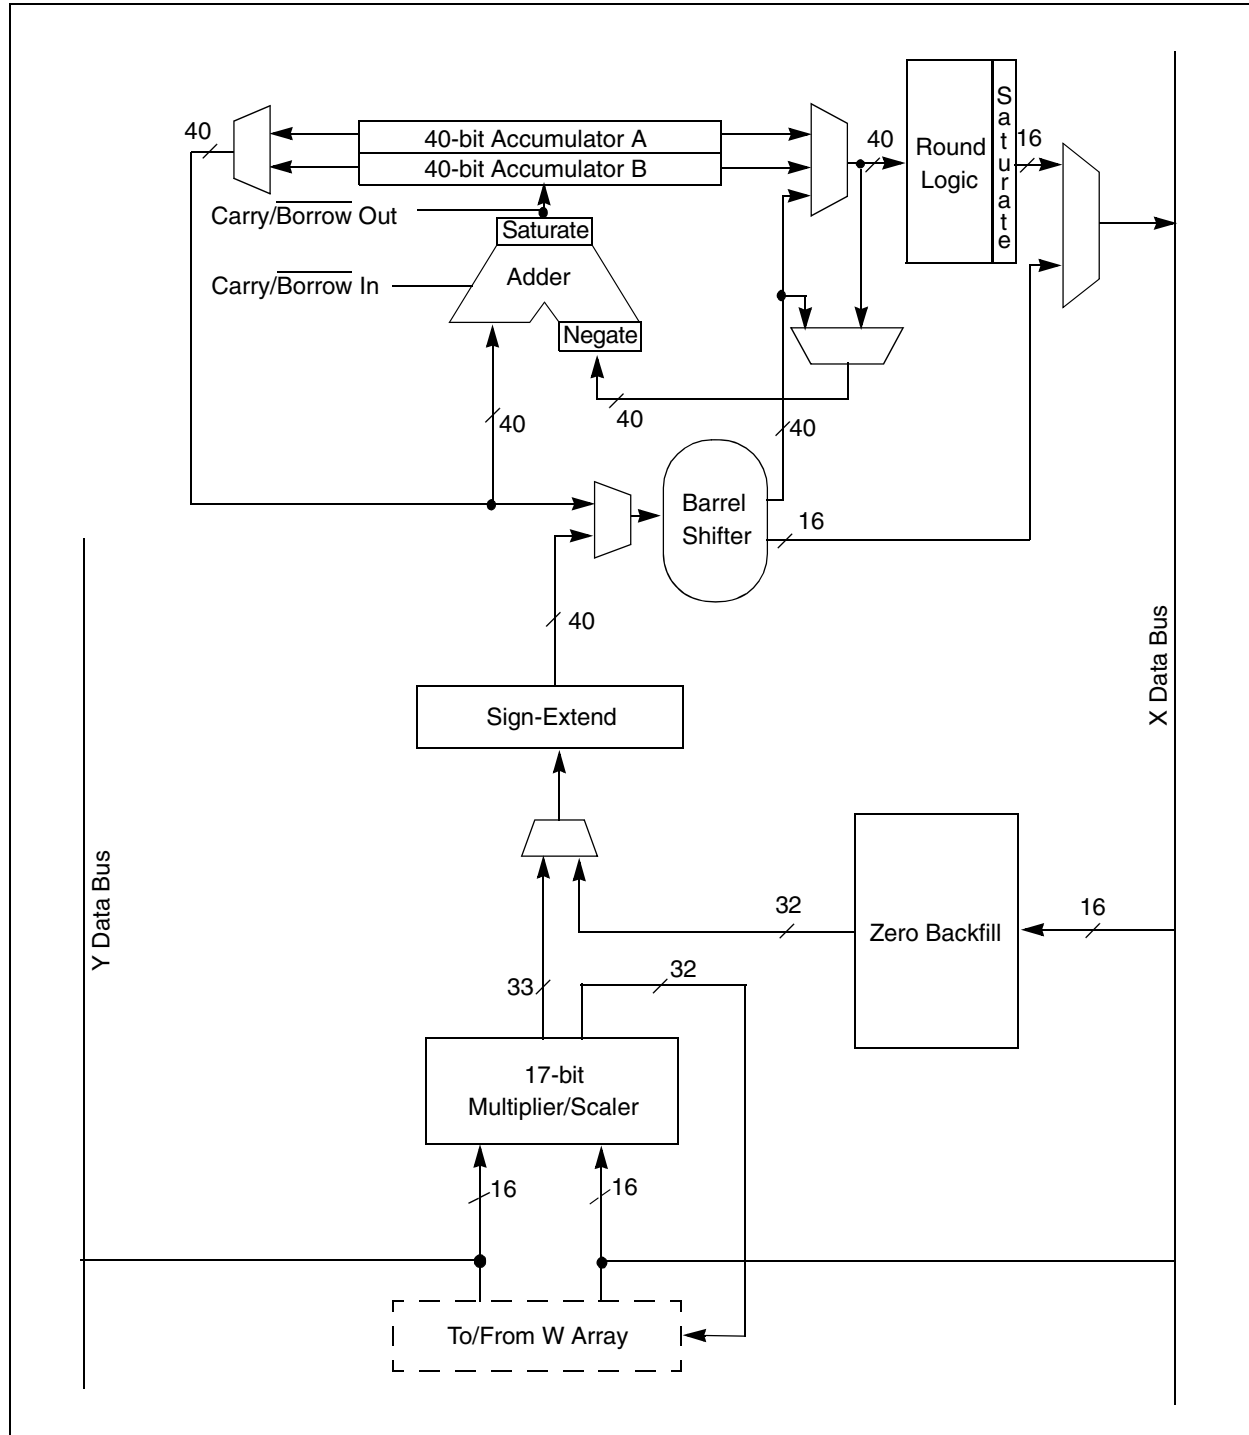 40
40-bit Accumulator A
40-bit Accumulator B
Carry/Borrow Out
Saturate
Carry/Borrow In
Adder
Negate
40
Round
Logic
Saturate
16
40
40
40
Barrel
Shifter
16
40
Sign-Extend
X Data Bus
Y Data Bus
32
Zero Backfill
16
33
32
17-bit
Multiplier/Scaler
16
16
To/From W Array